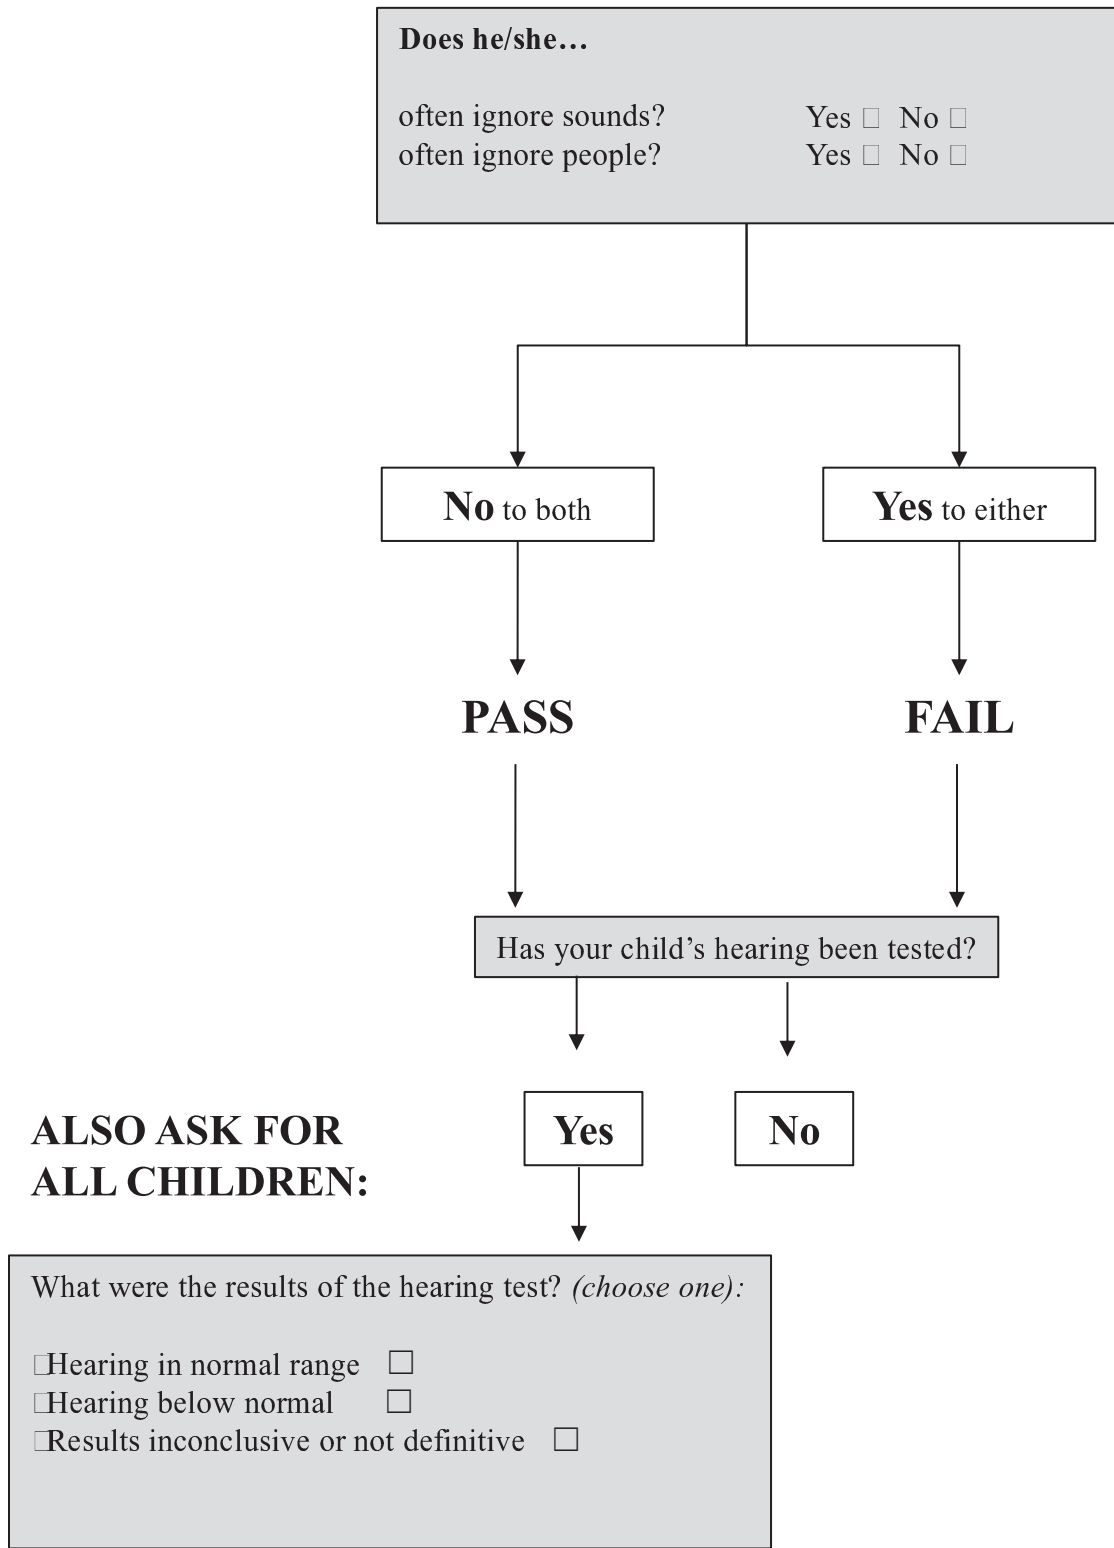 Does he/she…
often ignore sounds? Yes □ No □
often ignore people? Yes □ No □
No to both
Yes to either
PASS
FAIL
Has your child’s hearing been tested?
Yes
No
ALSO ASK FOR
ALL CHILDREN:
What were the results of the hearing test? (choose one):
□Hearing in normal range □
□Hearing below normal □
□Results inconclusive or not definitive □